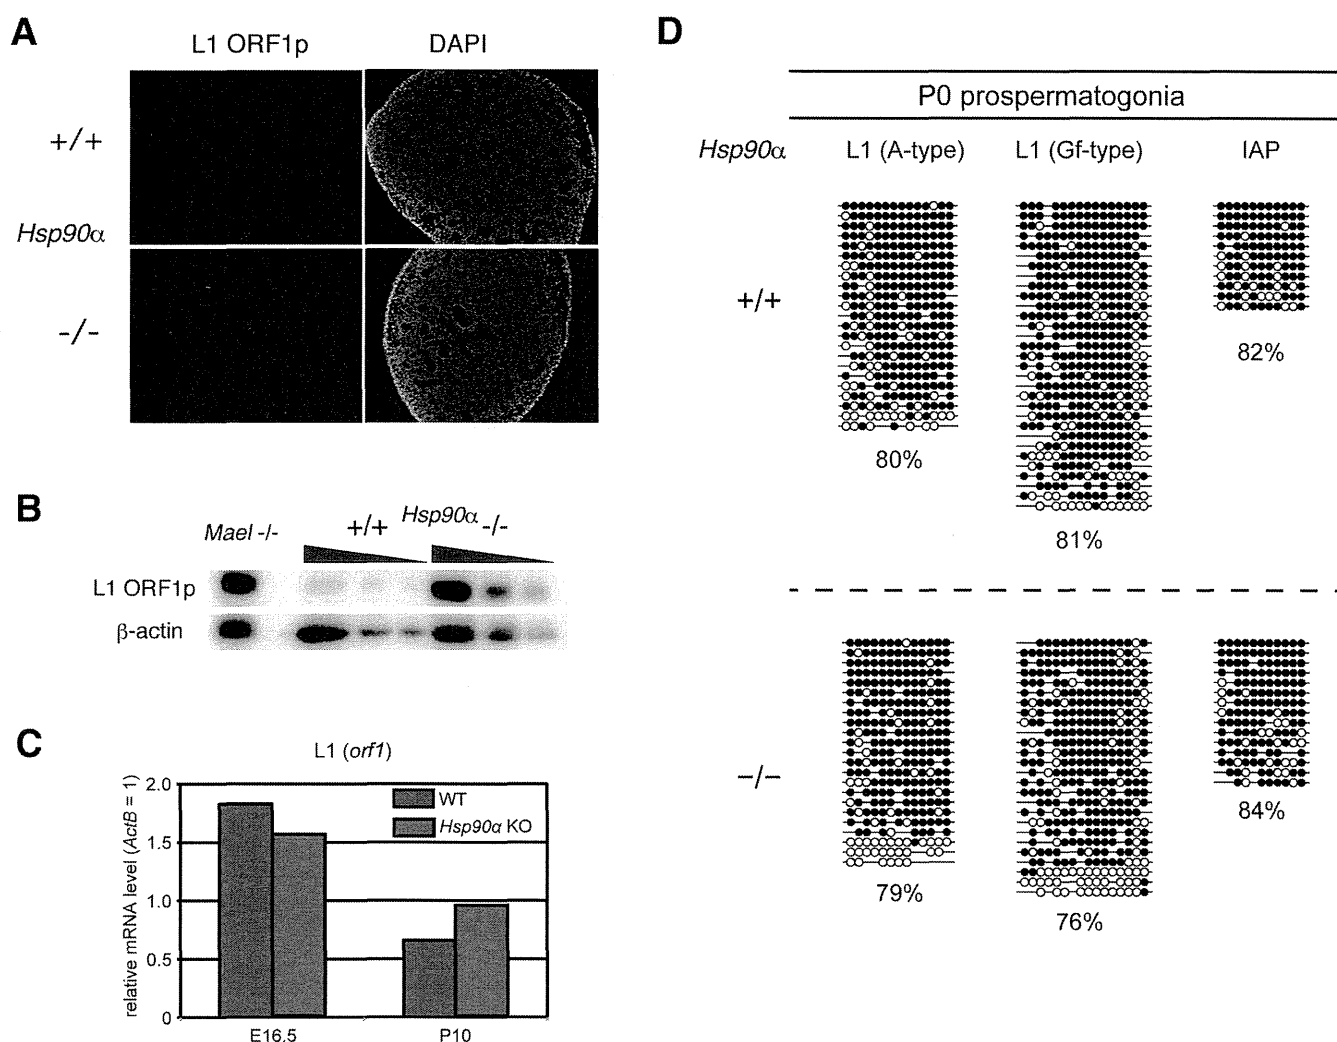 A
L1 ORF1p DAPI
+/+
Hsp90α
-/-
B
Mael -/- +/+ Hsp90α -/-
L1 ORF1p
β-actin
C
L1 (orf1)
relative mRNA level (ActB = 1)
2.0
1.5
1.0
0.5
0
WT
Hsp90α KO
E16.5 P10
D
P0 prospermatogonia
Hsp90α L1 (A-type) L1 (Gf-type) IAP
+/+
80% 81% 82%
−/−
79% 76% 84%